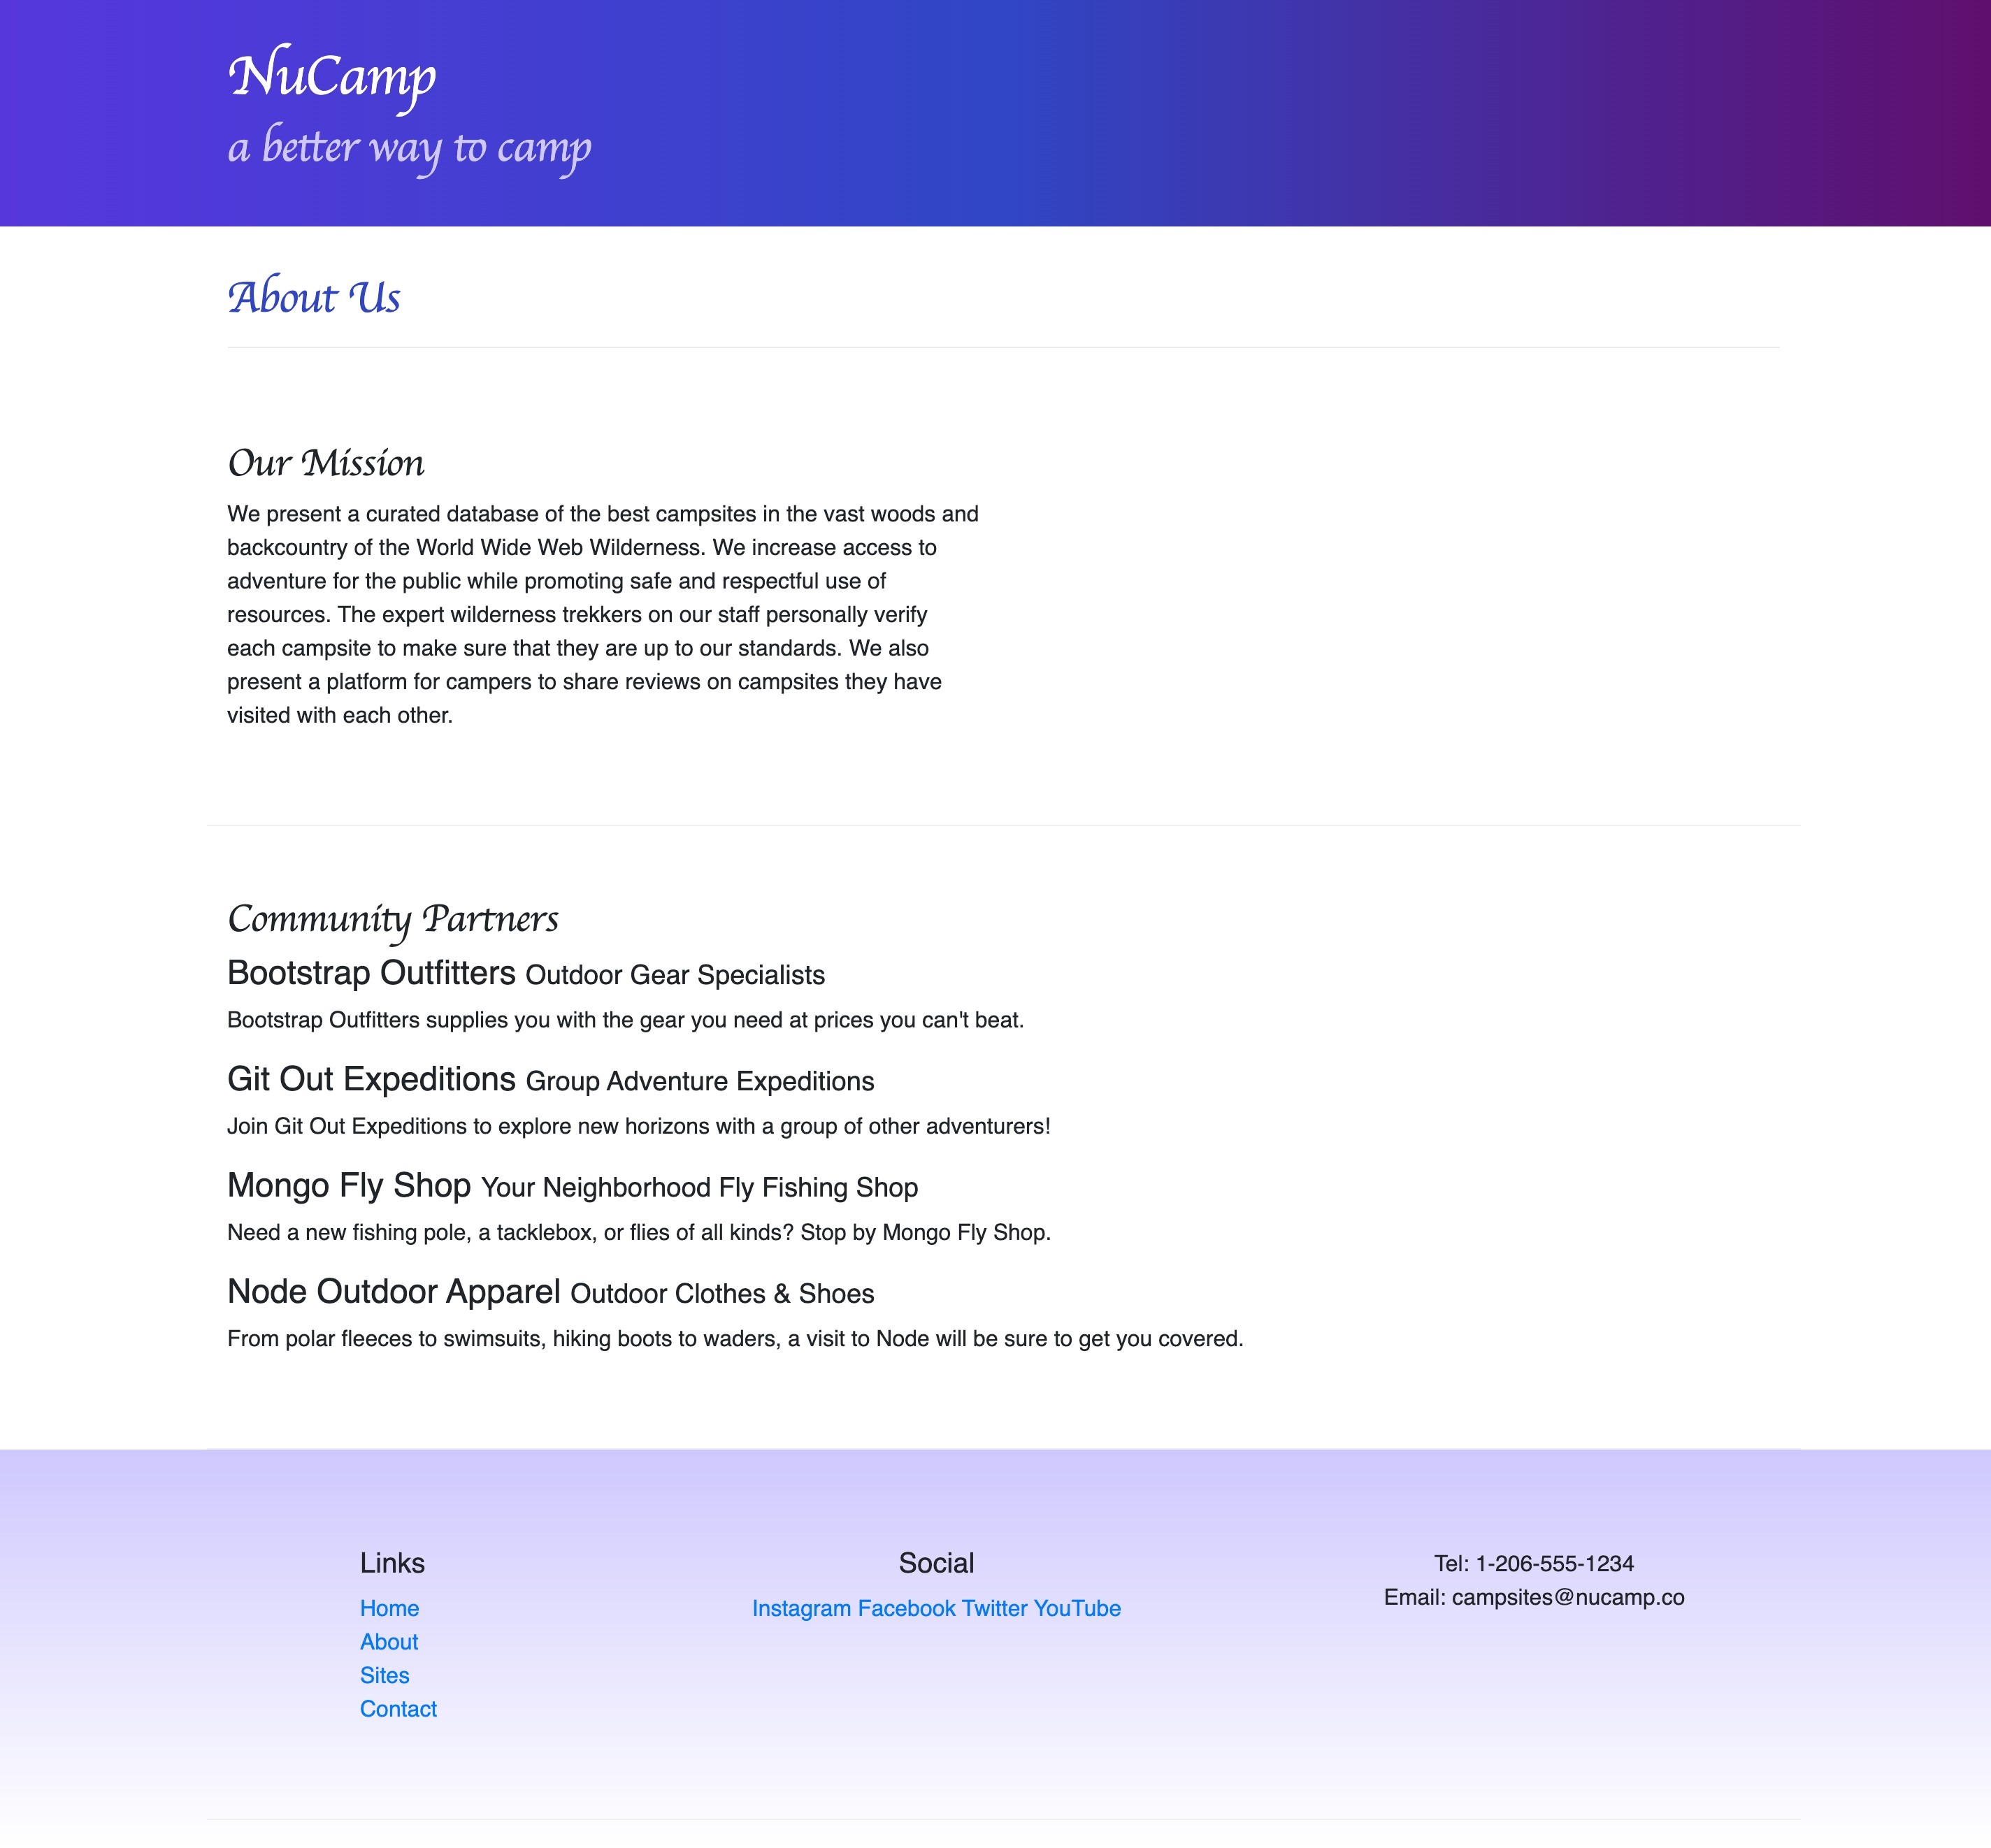 NuCamp
a better way to camp
About Us
Our Mission
We present a curated database of the best campsites in the vast woods and
backcountry of the World Wide Web Wilderness. We increase access to
adventure for the public while promoting safe and respectful use of
resources. The expert wilderness trekkers on our staff personally verify
each campsite to make sure that they are up to our standards. We also
present a platform for campers to share reviews on campsites they have
visited with each other.
Community Partners
Bootstrap Outfitters Outdoor Gear Specialists
Bootstrap Outfitters supplies you with the gear you need at prices you can't beat.
Git Out Expeditions Group Adventure Expeditions
Join Git Out Expeditions to explore new horizons with a group of other adventurers!
Mongo Fly Shop Your Neighborhood Fly Fishing Shop
Need a new fishing pole, a tacklebox, or flies of all kinds? Stop by Mongo Fly Shop.
Node Outdoor Apparel Outdoor Clothes & Shoes
From polar fleeces to swimsuits, hiking boots to waders, a visit to Node will be sure to get you covered.
Links
Home
About
Sites
Contact
Social
Instagram Facebook Twitter YouTube
Tel: 1-206-555-1234
Email: campsites@nucamp.co